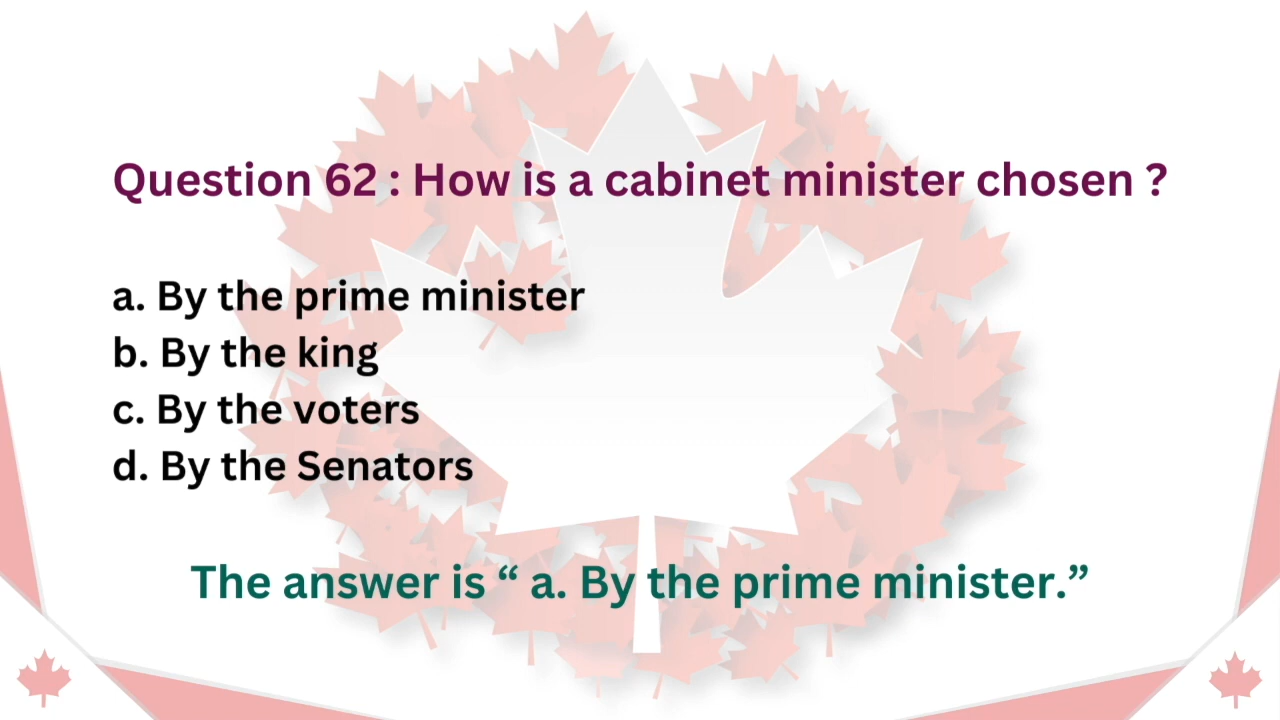 Question 62 : How is a cabinet minister chosen ?
a. By the prime minister
b. By the king
c. By the voters
d. By the Senators
The answer is “ a. By the prime minister.”